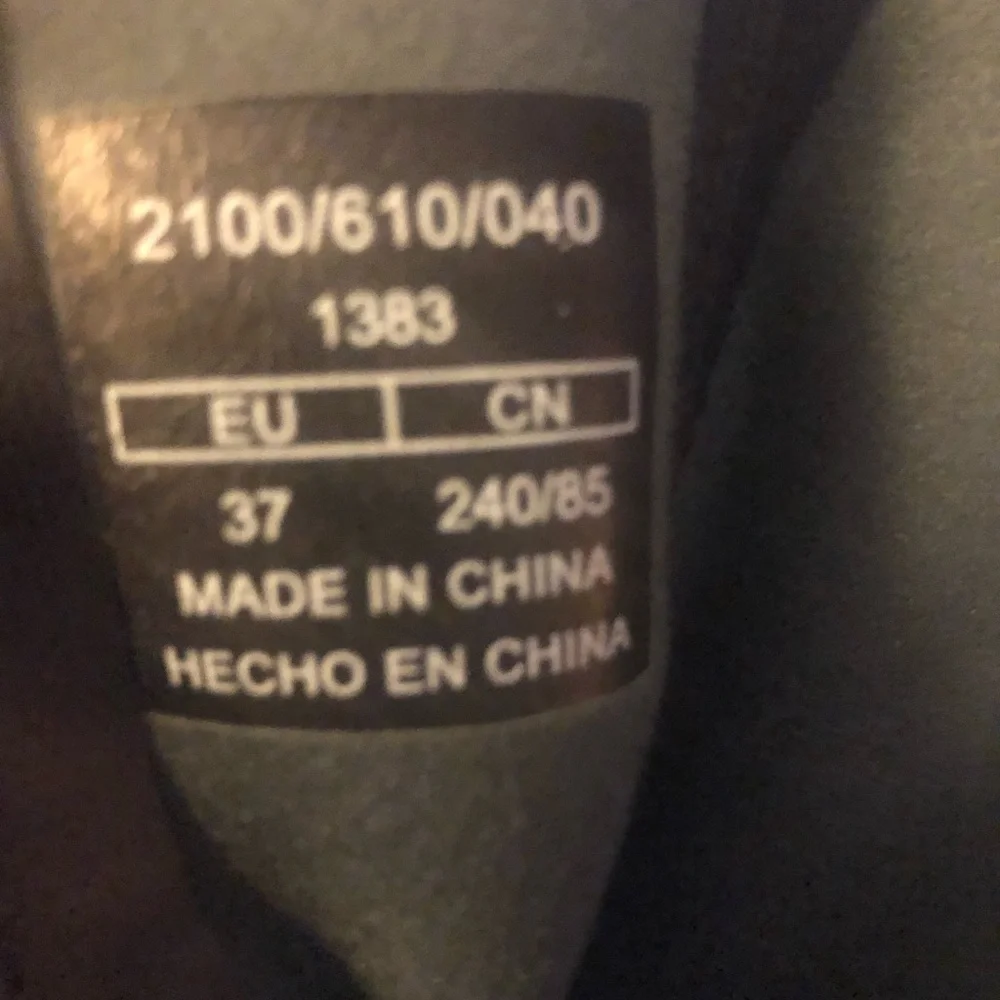 2100/610/040
1383
EU CN
37 240/85
MADE IN CHINA
HECHO EN CHINA